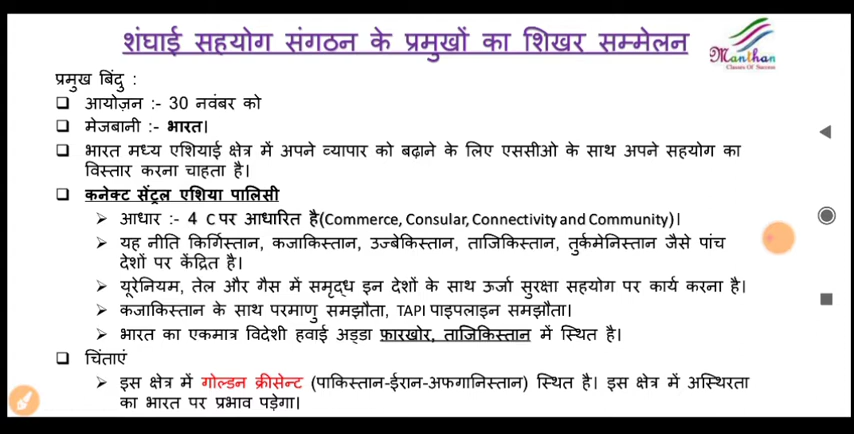 शंघाई सहयोग संगठन के प्रमुखों का शिखर सम्मेलन
Manthan
Classes Of Success
प्रमुख बिंदु :
❑ आयोज़न :- 30 नवंबर को
❑ मेजबानी :- भारत।
❑ भारत मध्य एशियाई क्षेत्र में अपने व्यापार को बढ़ाने के लिए एससीओ के साथ अपने सहयोग का
विस्तार करना चाहता है।
❑ कनेक्ट सेंट्रल एशिया पालिसी
➢ आधार :- 4 C पर आधारित है(Commerce, Consular, Connectivity and Community)।
➢ यह नीति किर्गिस्तान, कजाकिस्तान, उज्बेकिस्तान, ताजिकिस्तान, तुर्कमेनिस्तान जैसे पांच
देशों पर केंद्रित है।
➢ यूरेनियम, तेल और गैस में समृद्ध इन देशों के साथ ऊर्जा सुरक्षा सहयोग पर कार्य करना है।
➢ कजाकिस्तान के साथ परमाणु समझौता, TAPI पाइपलाइन समझौता।
➢ भारत का एकमात्र विदेशी हवाई अड्डा फ़ारखोर, ताजिकिस्तान में स्थित है।
❑ चिंताएं
➢ इस क्षेत्र में गोल्डन क्रीसेन्ट (पाकिस्तान-ईरान-अफगानिस्तान) स्थित है। इस क्षेत्र में अस्थिरता
का भारत पर प्रभाव पड़ेगा।